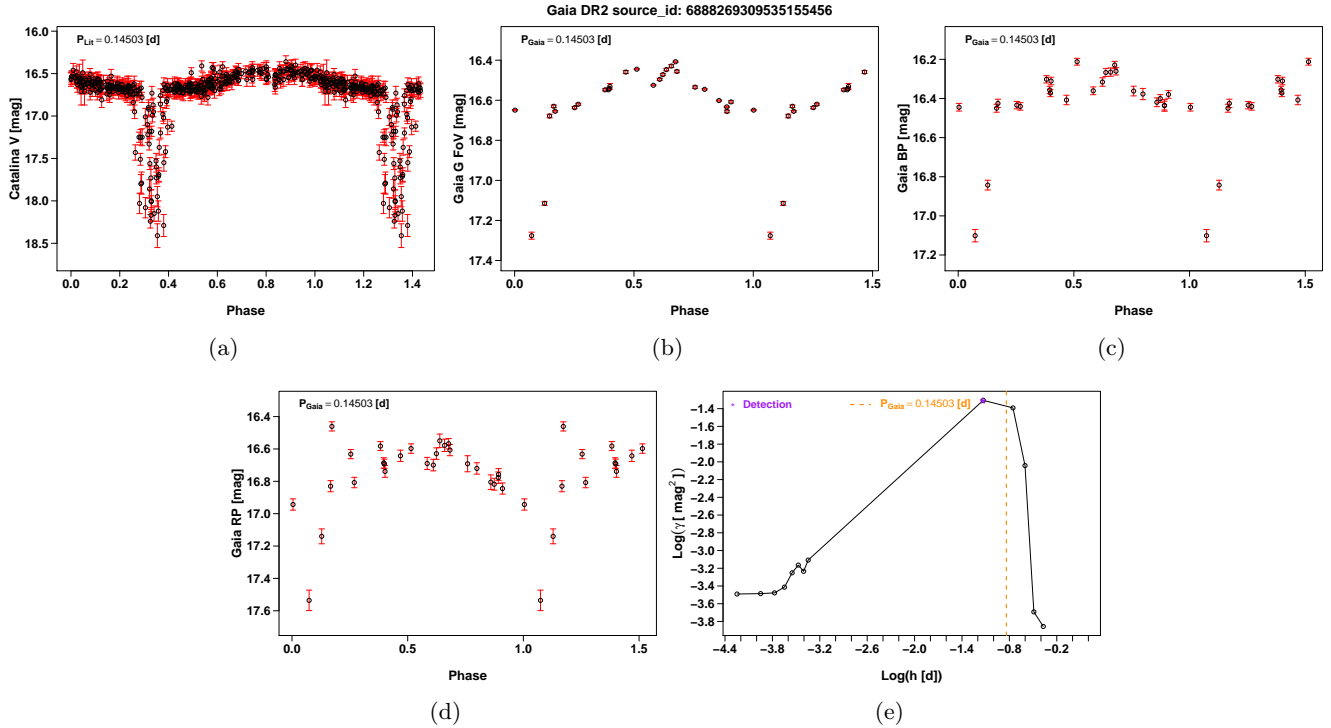 Gaia DR2 source_id: 6888269309535155456
P_Lit = 0.14503 [d]
Catalina V [mag]
16.0
16.5
17.0
17.5
18.0
18.5
0.0 0.2 0.4 0.6 0.8 1.0 1.2 1.4
Phase
(a)
P_Gaia = 0.14503 [d]
Gaia G FoV [mag]
16.4
16.6
16.8
17.0
17.2
17.4
0.0 0.5 1.0 1.5
Phase
(b)
P_Gaia = 0.14503 [d]
Gaia BP [mag]
16.2
16.4
16.6
16.8
17.0
17.2
0.0 0.5 1.0 1.5
Phase
(c)
P_Gaia = 0.14503 [d]
Gaia RP [mag]
16.4
16.6
16.8
17.0
17.2
17.4
17.6
0.0 0.5 1.0 1.5
Phase
(d)
Detection
P_Gaia = 0.14503 [d]
Log(γ [ mag²])
−1.4
−1.6
−1.8
−2.0
−2.2
−2.4
−2.6
−2.8
−3.0
−3.2
−3.4
−3.6
−3.8
−4.4 −3.8 −3.2 −2.6 −2.0 −1.4 −0.8 −0.2
Log(h [d])
(e)